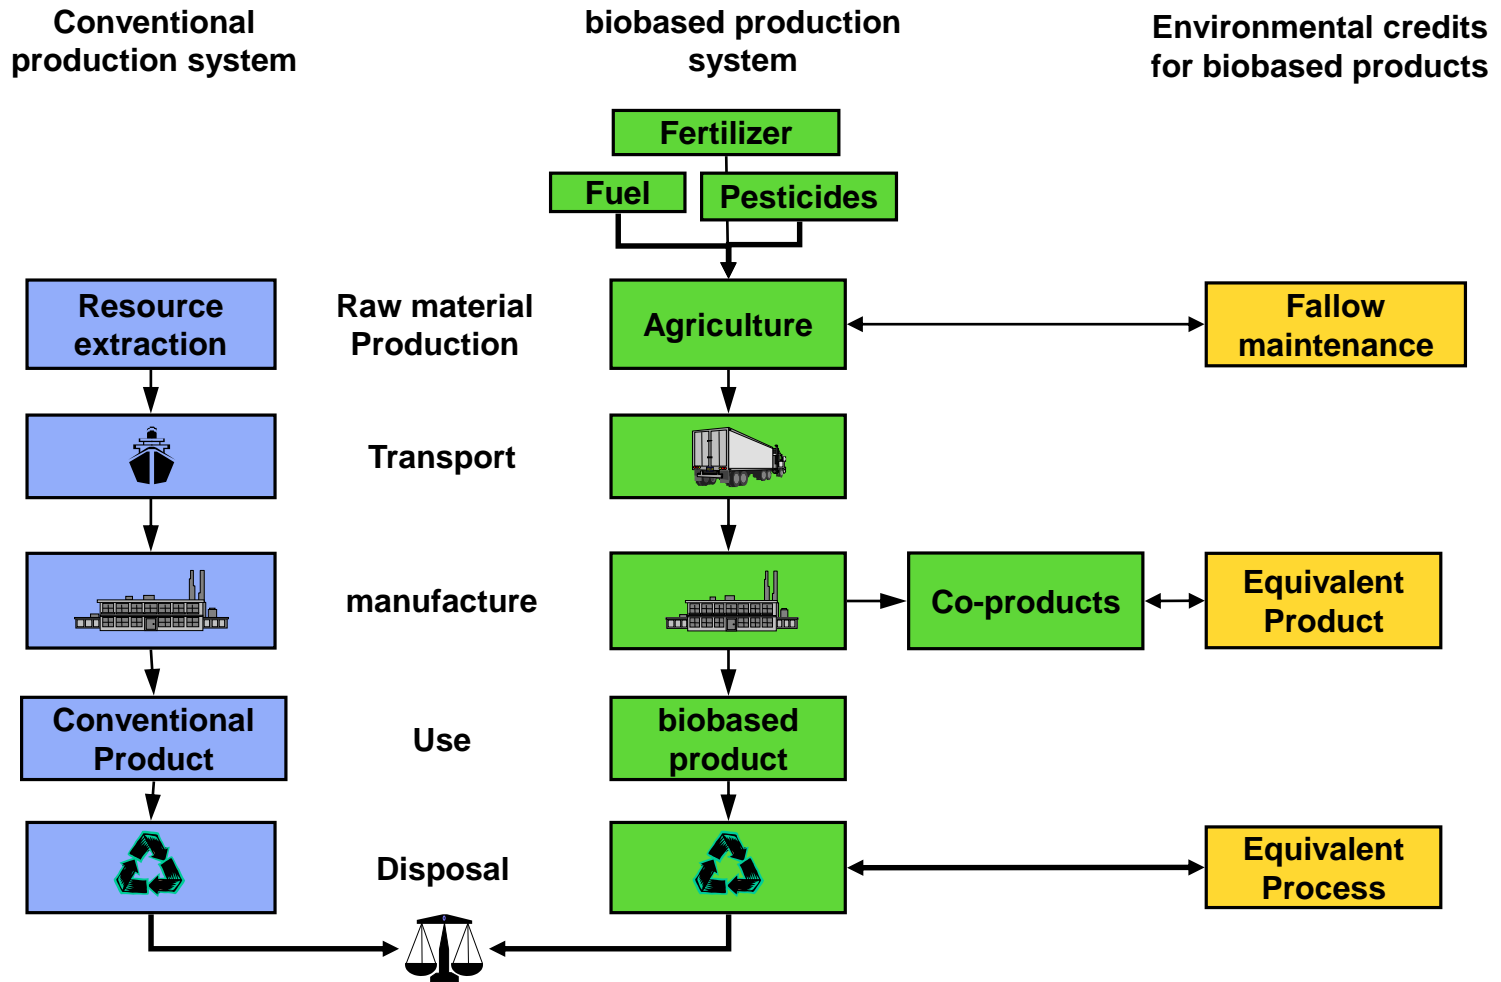 Conventional
production system
biobased production
system
Environmental credits
for biobased products
Fertilizer
Fuel
Pesticides
Resource
extraction
Raw material
Production
Agriculture
Fallow
maintenance
Transport
manufacture
Co-products
Equivalent
Product
Conventional
Product
Use
biobased
product
Disposal
Equivalent
Process